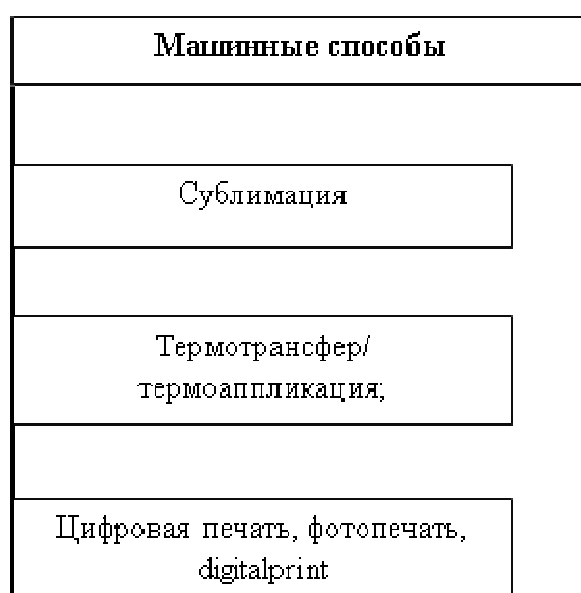 Машинные способы
Сублимация
Термотрансфер/
термоаппликация;
Цифровая печать, фотопечать,
digitalprint